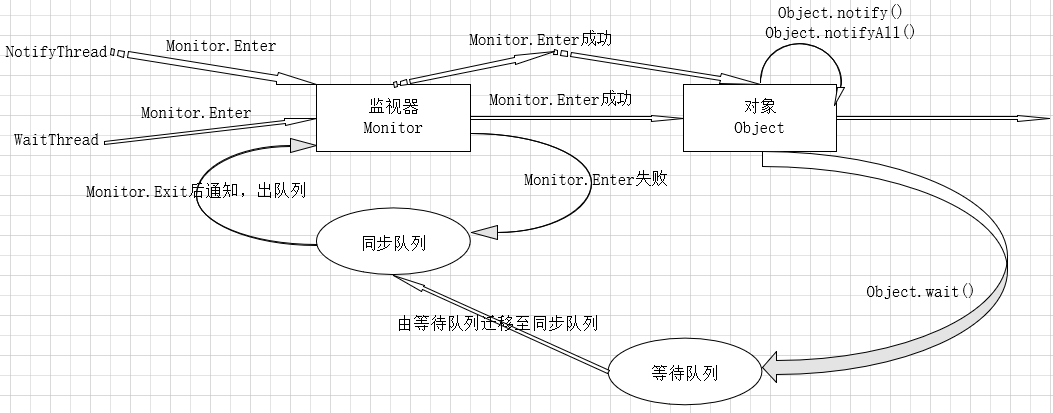 Object.notify()
Object.notifyAll()
NotifyThread
Monitor.Enter
Monitor.Enter成功
监视器
Monitor
对象
Object
Monitor.Enter
Monitor.Enter成功
WaitThread
Monitor.Exit后通知，出队列
Monitor.Enter失败
同步队列
Object.wait()
由等待队列迁移至同步队列
等待队列